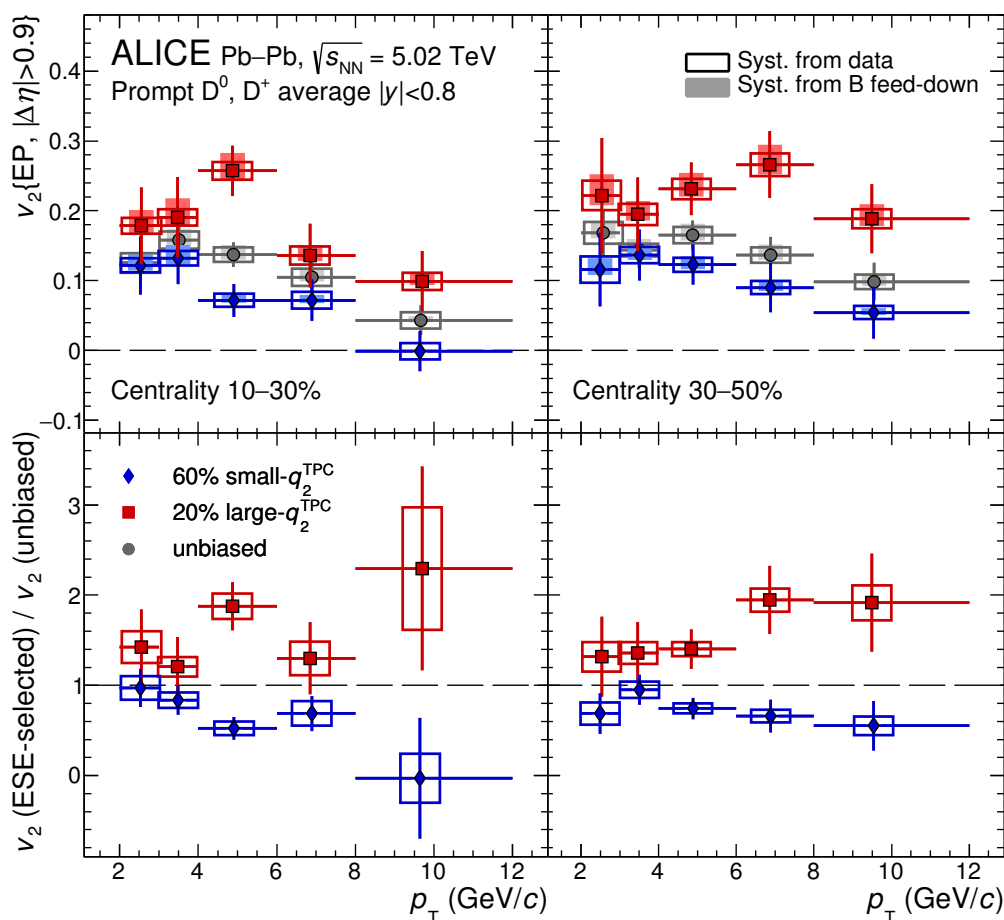 ALICE Pb–Pb, √sNN = 5.02 TeV
Prompt D⁰, D⁺ average |y|<0.8
Syst. from data
Syst. from B feed-down
v₂{EP, |Δη|>0.9}
0.4
0.3
0.2
0.1
0
−0.1
Centrality 10–30%
Centrality 30–50%
60% small-q₂ᵀᴾᶜ
20% large-q₂ᵀᴾᶜ
unbiased
v₂ (ESE-selected) / v₂ (unbiased)
3
2
1
0
2 4 6 8 10 12
2 4 6 8 10 12
pT (GeV/c)
pT (GeV/c)